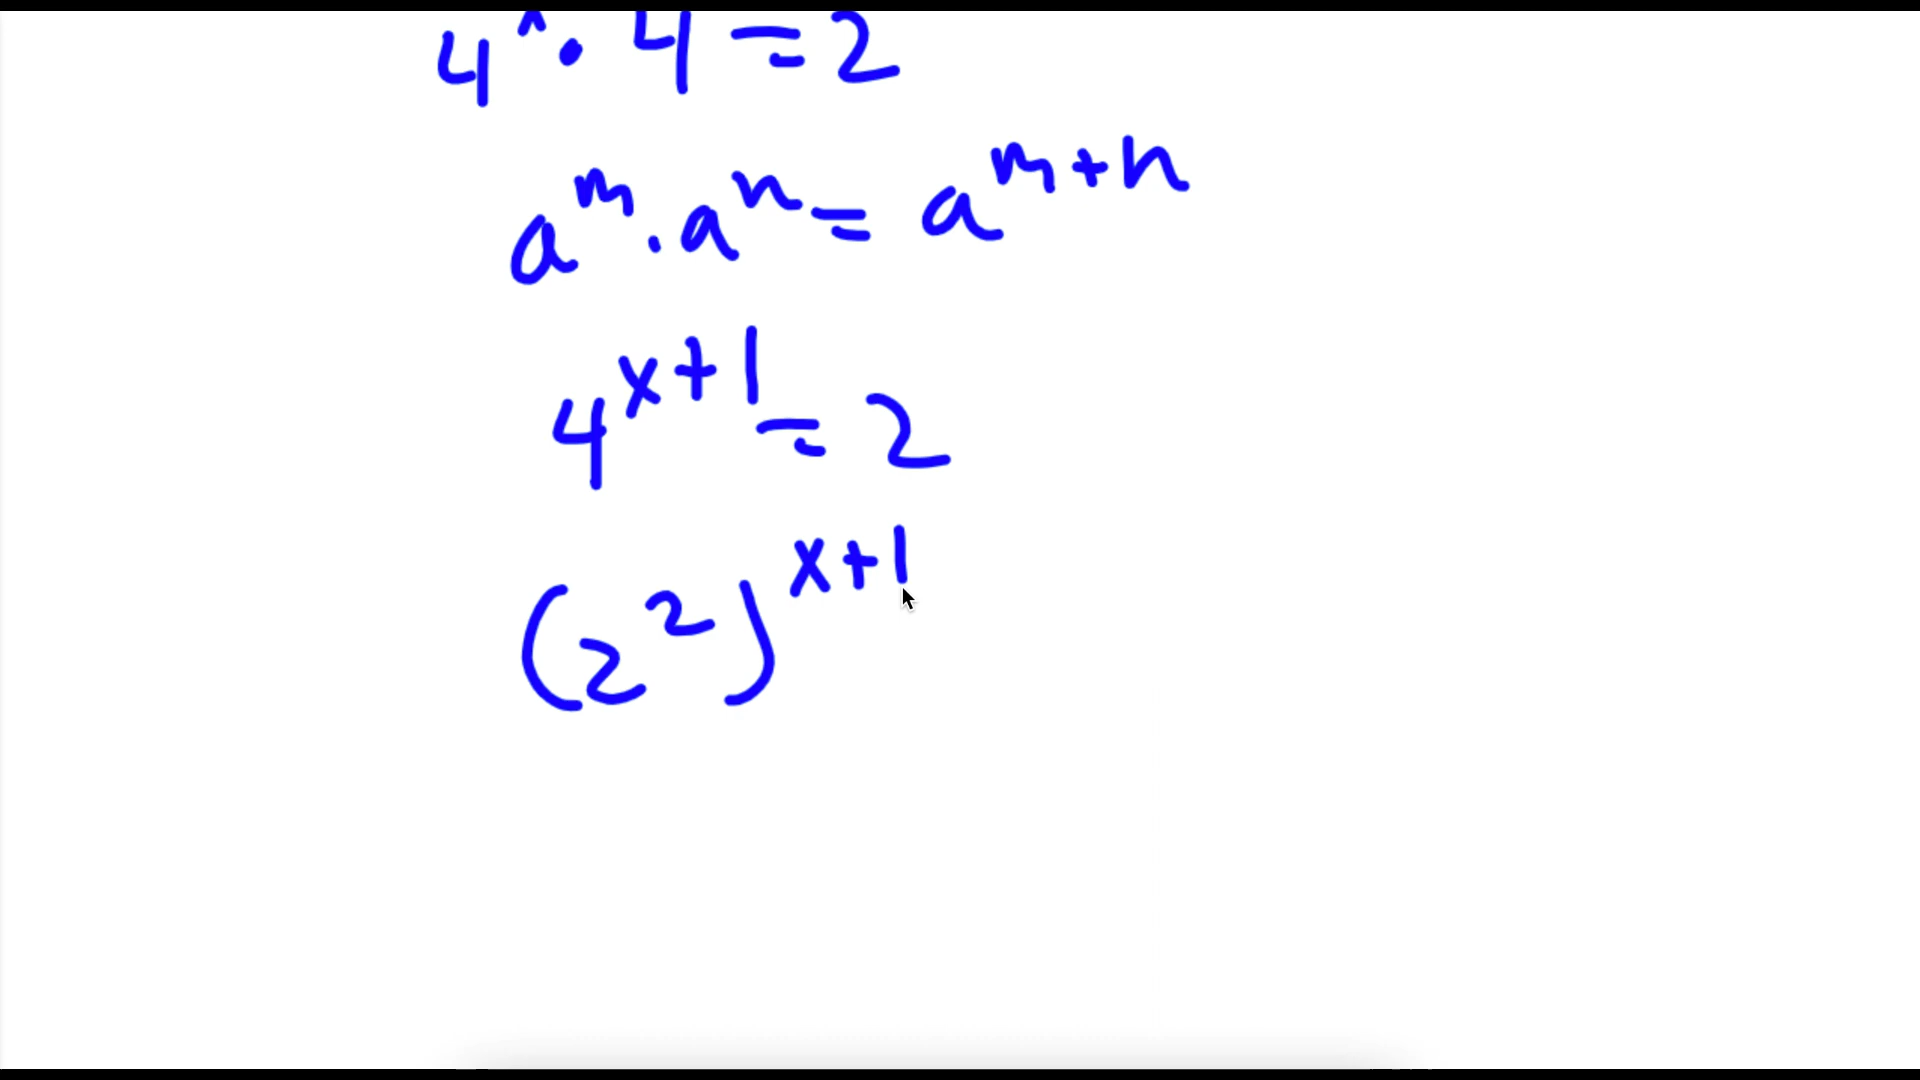 4^x · 4 = 2
a^m · a^n = a^{m+n}
4^{x+1} = 2
(2^2)^{x+1}